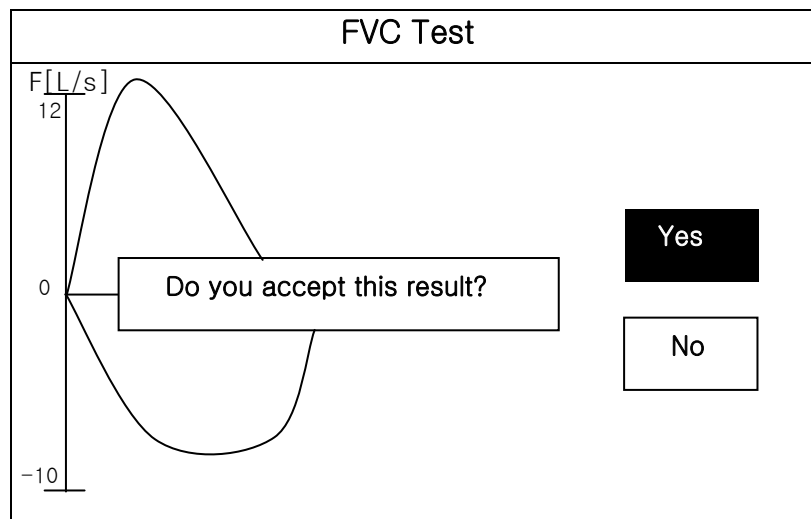 FVC Test
F[L/s]
12
Yes
0
Do you accept this result?
No
-10